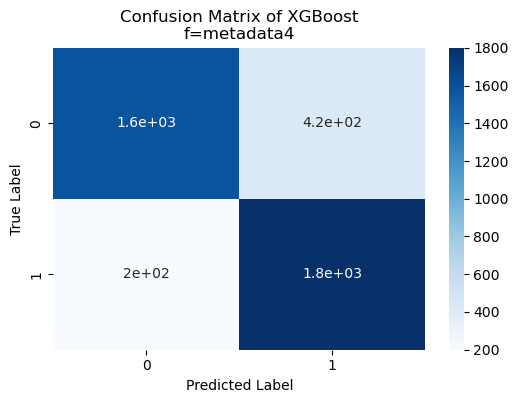 Confusion Matrix of XGBoost
f=metadata4
True Label
0
1
1.6e+03
4.2e+02
2e+02
1.8e+03
0
1
Predicted Label
1800
1600
1400
1200
1000
800
600
400
200